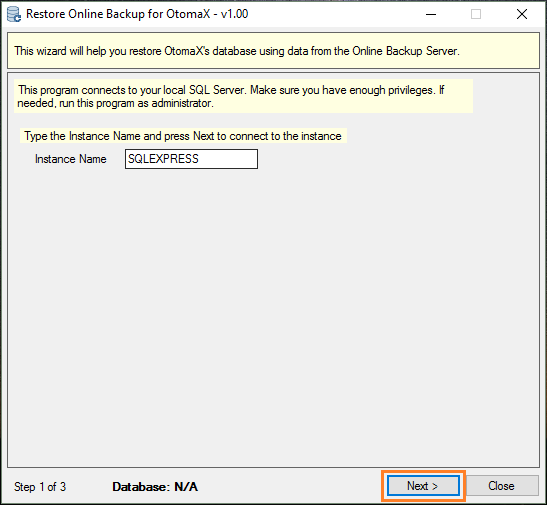 Restore Online Backup for OtomaX - v1.00
This wizard will help you restore OtomaX's database using data from the Online Backup Server.
This program connects to your local SQL Server. Make sure you have enough privileges. If
needed, run this program as administrator.
Type the Instance Name and press Next to connect to the instance
Instance Name SQLEXPRESS
Step 1 of 3 Database: N/A Next > Close